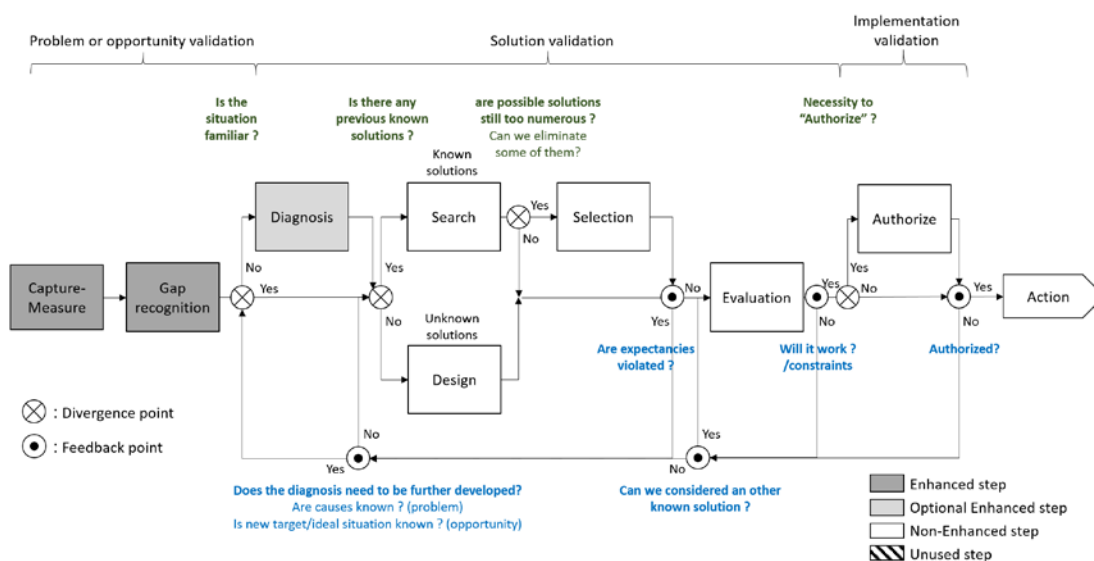 Problem or opportunity validation
Solution validation
Implementation
validation
Is the
situation
familiar ?
Is there any
previous known
solutions ?
are possible solutions
still too numerous ?
Can we eliminate
some of them?
Necessity to
“Authorize” ?
Known
solutions
Diagnosis
Search
Yes
Selection
Authorize
No
Yes
No
Yes
No
Capture-
Measure
Gap
recognition
Yes
No
Unknown
solutions
Design
No
Yes
Evaluation
Yes
No
No
Yes
No
Action
Are expectancies
violated ?
Will it work ?
/constraints
Authorized?
: Divergence point
: Feedback point
No
Yes
Yes
No
Does the diagnosis need to be further developed?
Are causes known ? (problem)
Is new target/ideal situation known ? (opportunity)
Can we considered an other
known solution ?
Enhanced step
Optional Enhanced step
Non-Enhanced step
Unused step